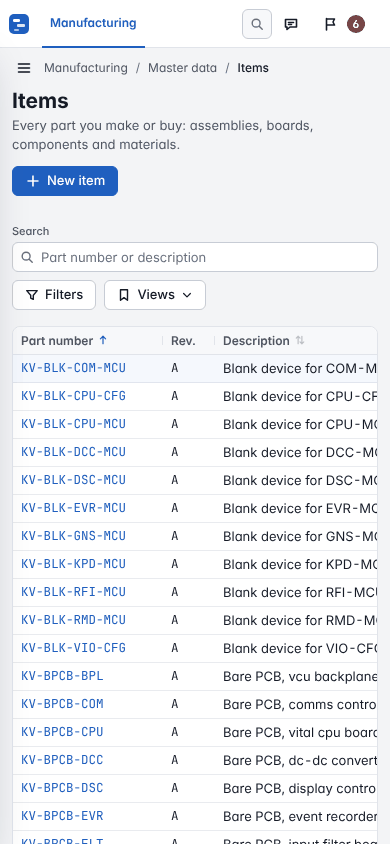 Manufacturing
6
Manufacturing / Master data / Items
Items
Every part you make or buy: assemblies, boards,
components and materials.
New item
Search
Part number or description
Filters
Views
Part number Rev. Description
KV-BLK-COM-MCU A Blank device for COM-M
KV-BLK-CPU-CFG A Blank device for CPU-CF
KV-BLK-CPU-MCU A Blank device for CPU-MC
KV-BLK-DCC-MCU A Blank device for DCC-MC
KV-BLK-DSC-MCU A Blank device for DSC-MC
KV-BLK-EVR-MCU A Blank device for EVR-MC
KV-BLK-GNS-MCU A Blank device for GNS-MC
KV-BLK-KPD-MCU A Blank device for KPD-MC
KV-BLK-RFI-MCU A Blank device for RFI-MCU
KV-BLK-RMD-MCU A Blank device for RMD-M
KV-BLK-VIO-CFG A Blank device for VIO-CFG
KV-BPCB-BPL A Bare PCB, vcu backplane
KV-BPCB-COM A Bare PCB, comms contro
KV-BPCB-CPU A Bare PCB, vital cpu board
KV-BPCB-DCC A Bare PCB, dc-dc convert
KV-BPCB-DSC A Bare PCB, display contro
KV-BPCB-EVR A Bare PCB, event recorder
KV-BPCB-FLT A Bare PCB, input filter boa